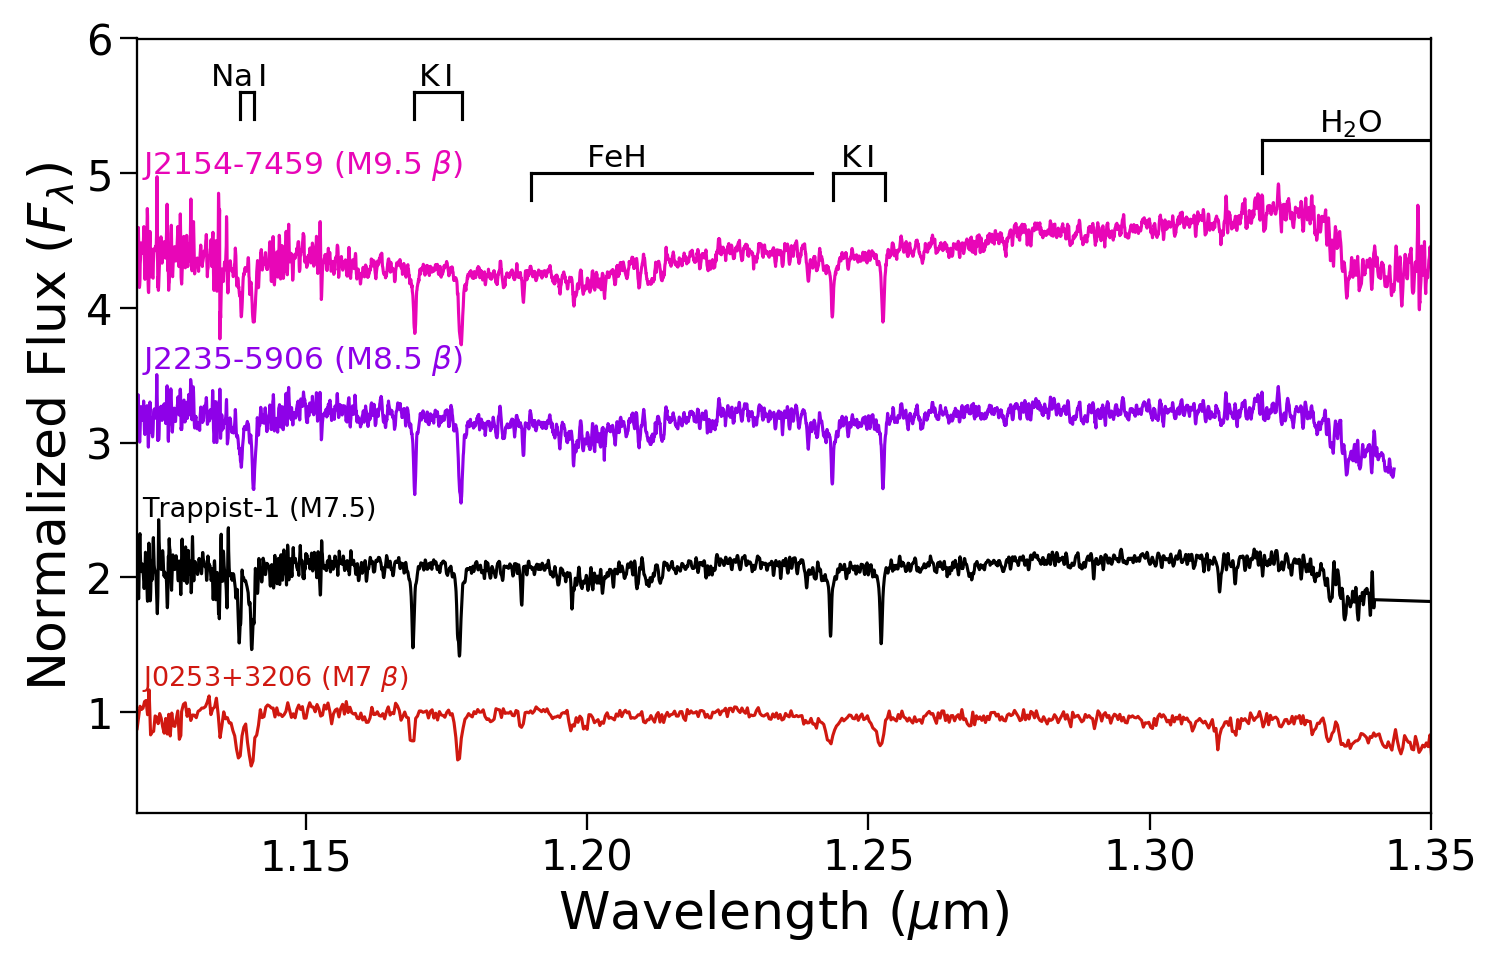 6
Na I
K I
H₂O
J2154-7459 (M9.5 β)
FeH
K I
5
4
J2235-5906 (M8.5 β)
3
Trappist-1 (M7.5)
2
J0253+3206 (M7 β)
1
Normalized Flux (Fλ)
1.15 1.20 1.25 1.30 1.35
Wavelength (μm)